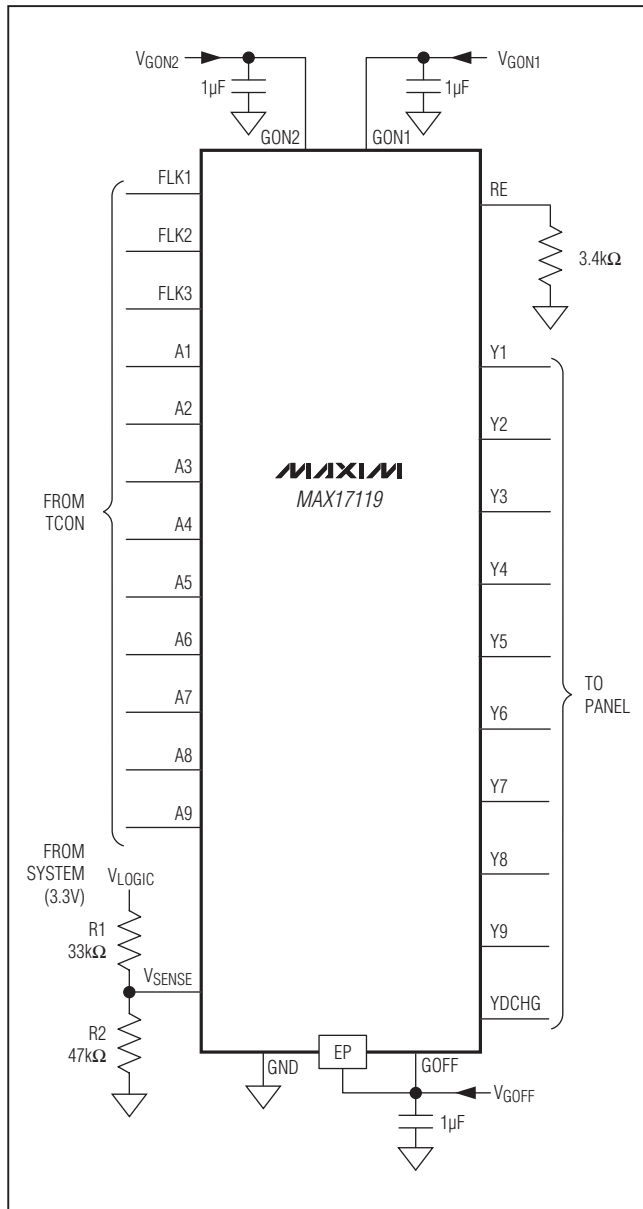 VGON2
VGON1
1µF
1µF
GON2
GON1
FLK1
RE
FLK2
3.4kΩ
FLK3
A1
Y1
A2
Y2
A3
MAXIM
MAX17119
FROM
TCON
Y3
A4
Y4
A5
Y5
A6
TO
PANEL
Y6
A7
Y7
A8
A9
Y8
FROM
SYSTEM
(3.3V)
VLOGIC
R1
33kΩ
Y9
VSENSE
YDCHG
R2
47kΩ
EP
GND
GOFF
VGOFF
1µF